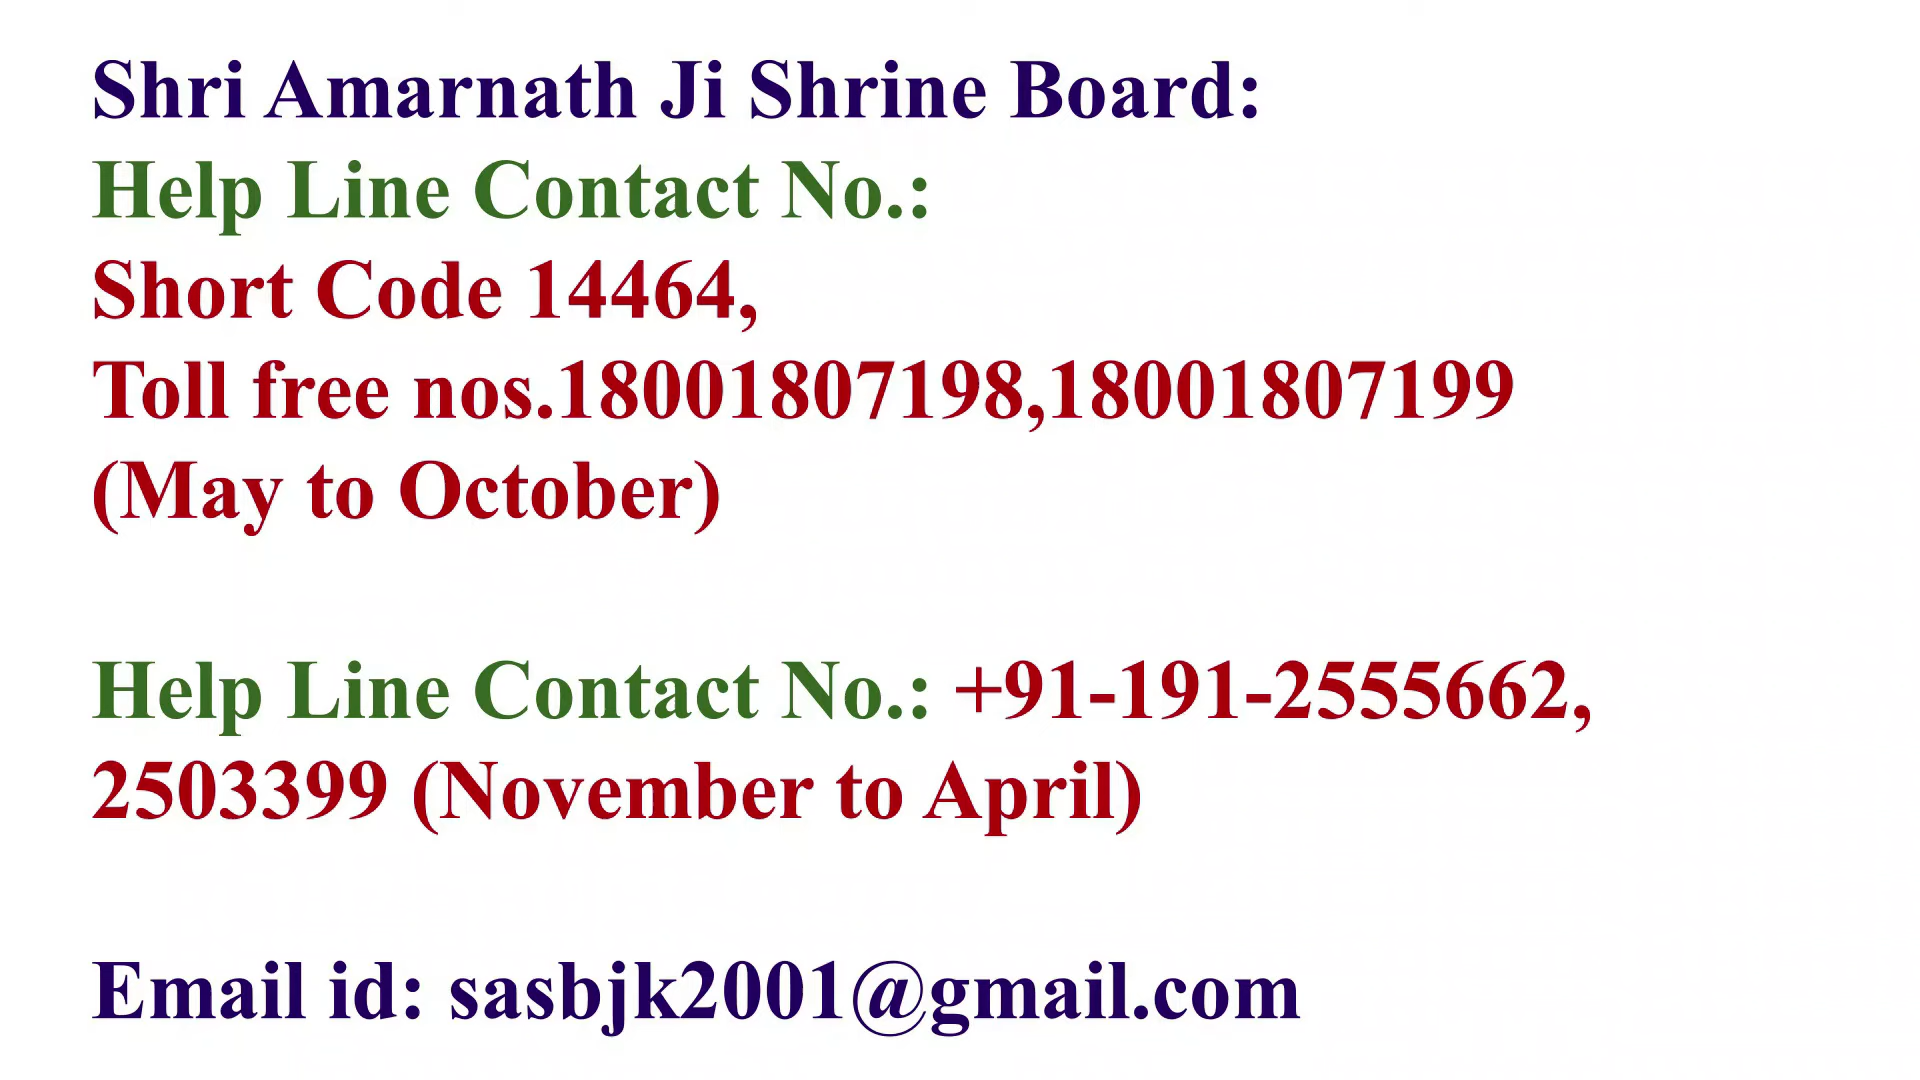 Shri Amarnath Ji Shrine Board:
Help Line Contact No.:
Short Code 14464,
Toll free nos.18001807198,18001807199
(May to October)
Help Line Contact No.: +91-191-2555662,
2503399 (November to April)
Email id: sasbjk2001@gmail.com